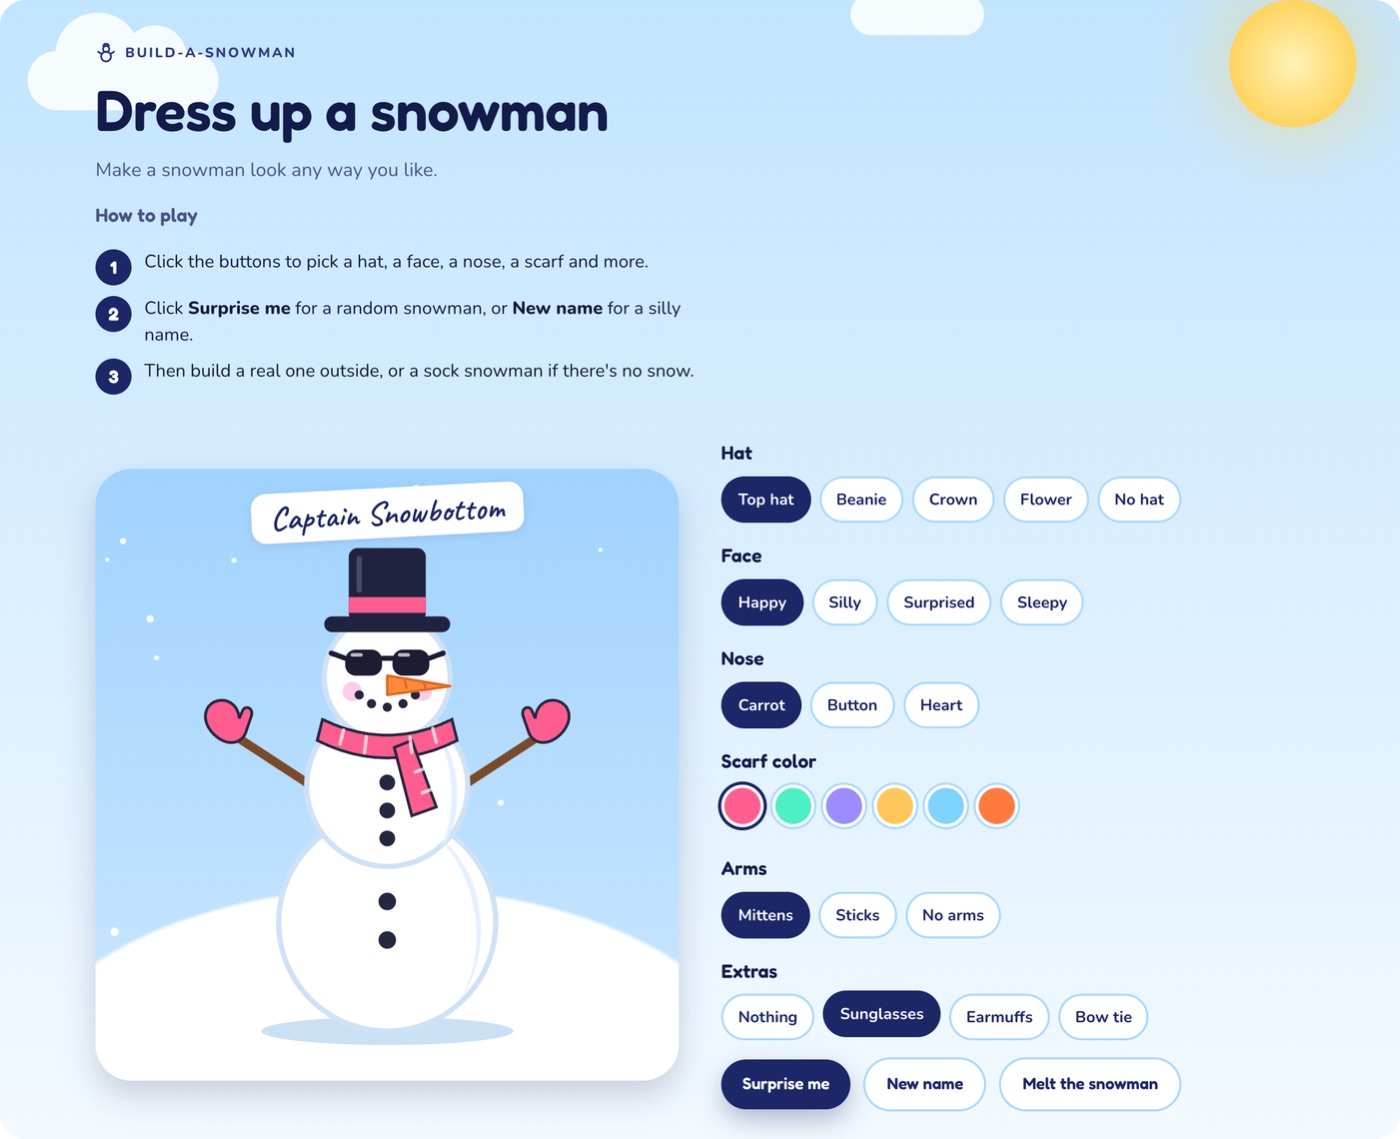 BUILD-A-SNOWMAN
Dress up a snowman
Make a snowman look any way you like.
How to play
1 Click the buttons to pick a hat, a face, a nose, a scarf and more.
2 Click Surprise me for a random snowman, or New name for a silly
name.
3 Then build a real one outside, or a sock snowman if there's no snow.
Captain Snowbottom
Hat
Top hat Beanie Crown Flower No hat
Face
Happy Silly Surprised Sleepy
Nose
Carrot Button Heart
Scarf color
Arms
Mittens Sticks No arms
Extras
Nothing Sunglasses Earmuffs Bow tie
Surprise me New name Melt the snowman